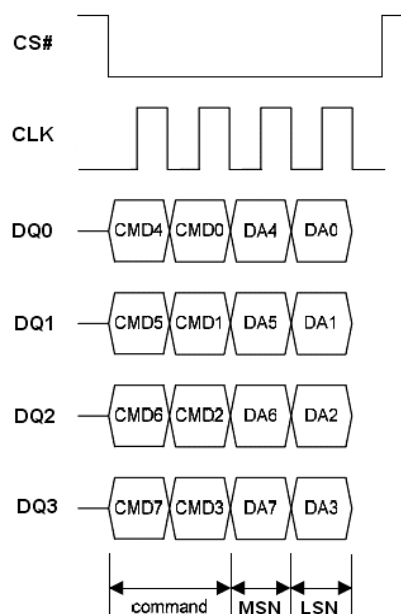 CS#
CLK
DQ0 CMD4 CMD0 DA4 DA0
DQ1 CMD5 CMD1 DA5 DA1
DQ2 CMD6 CMD2 DA6 DA2
DQ3 CMD7 CMD3 DA7 DA3
command MSN LSN